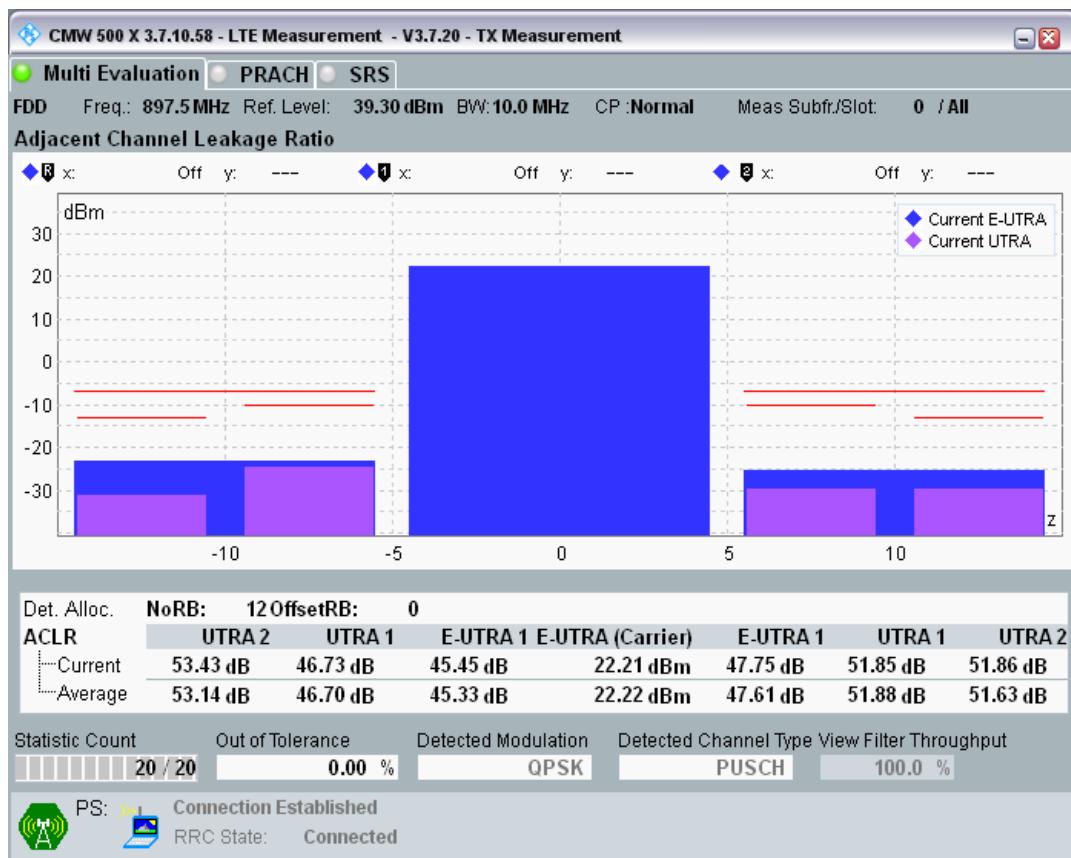 CMW 500 X 3.7.10.58 - LTE Measurement - V3.7.20 - TX Measurement
Multi Evaluation PRACH SRS
FDD Freq.: 897.5 MHz Ref. Level: 39.30 dBm BW: 10.0 MHz CP :Normal Meas Subfr./Slot: 0 / All
Adjacent Channel Leakage Ratio
R x: Off y: --- 1 x: Off y: --- 2 x: Off y: ---
dBm
Current E-UTRA
Current UTRA
30
20
10
0
-10
-20
-30
z
-10 -5 0 5 10
Det. Alloc. NoRB: 12 OffsetRB: 0
ACLR UTRA 2 UTRA 1 E-UTRA 1 E-UTRA (Carrier) E-UTRA 1 UTRA 1 UTRA 2
Current 53.43 dB 46.73 dB 45.45 dB 22.21 dBm 47.75 dB 51.85 dB 51.86 dB
Average 53.14 dB 46.70 dB 45.33 dB 22.22 dBm 47.61 dB 51.88 dB 51.63 dB
Statistic Count Out of Tolerance Detected Modulation Detected Channel Type View Filter Throughput
20 / 20 0.00 % QPSK PUSCH 100.0 %
PS: Connection Established
RRC State: Connected